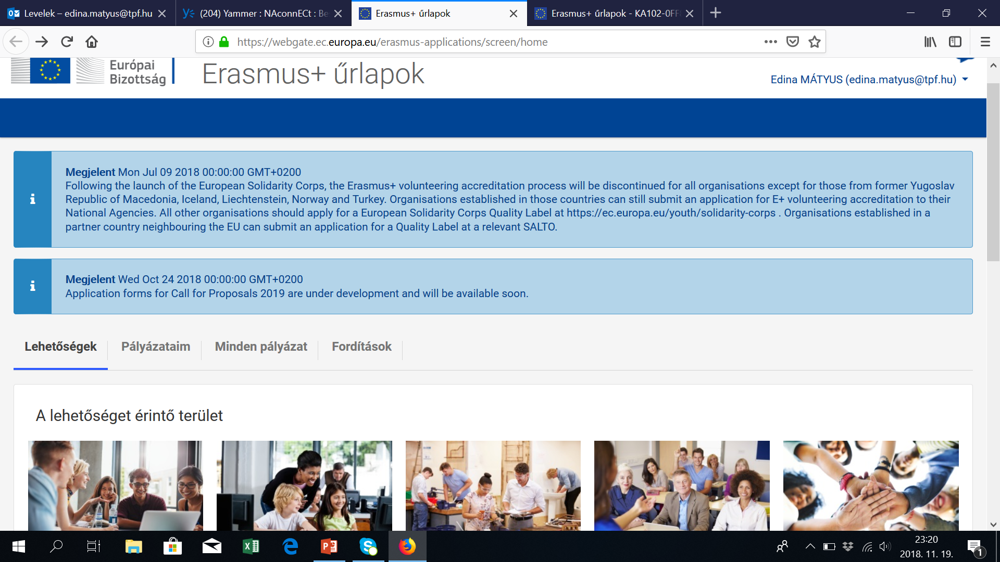 Levelek – edina.matyus@tpf.hu
(204) Yammer : NAconnECt : Be
Erasmus+ űrlapok
Erasmus+ űrlapok - KA102-0FF
https://webgate.ec.europa.eu/erasmus-applications/screen/home
Európai
Bizottság
Erasmus+ űrlapok
Edina MÁTYUS (edina.matyus@tpf.hu)
Megjelent Mon Jul 09 2018 00:00:00 GMT+0200
Following the launch of the European Solidarity Corps, the Erasmus+ volunteering accreditation process will be discontinued for all organisations except for those from former Yugoslav
Republic of Macedonia, Iceland, Liechtenstein, Norway and Turkey. Organisations established in those countries can still submit an application for E+ volunteering accreditation to their
National Agencies. All other organisations should apply for a European Solidarity Corps Quality Label at https://ec.europa.eu/youth/solidarity-corps . Organisations established in a
partner country neighbouring the EU can submit an application for a Quality Label at a relevant SALTO.
Megjelent Wed Oct 24 2018 00:00:00 GMT+0200
Application forms for Call for Proposals 2019 are under development and will be available soon.
Lehetőségek
Pályázataim
Minden pályázat
Fordítások
A lehetőséget érintő terület
23:20
2018. 11. 19.
1